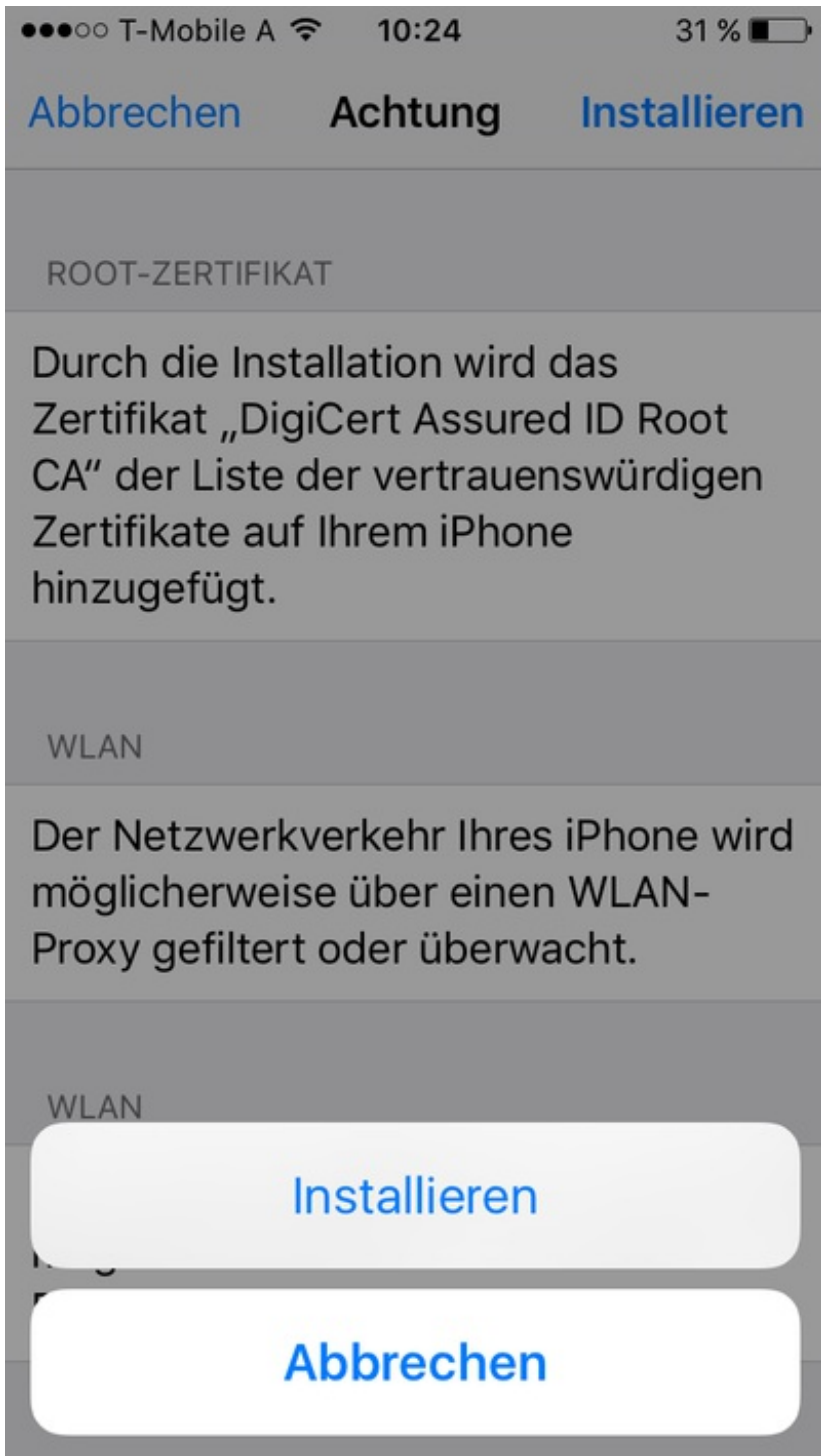 T-Mobile A 10:24 31 %
Abbrechen Achtung Installieren
ROOT-ZERTIFIKAT
Durch die Installation wird das
Zertifikat „DigiCert Assured ID Root
CA“ der Liste der vertrauenswürdigen
Zertifikate auf Ihrem iPhone
hinzugefügt.
WLAN
Der Netzwerkverkehr Ihres iPhone wird
möglicherweise über einen WLAN-
Proxy gefiltert oder überwacht.
WLAN
Installieren
Abbrechen